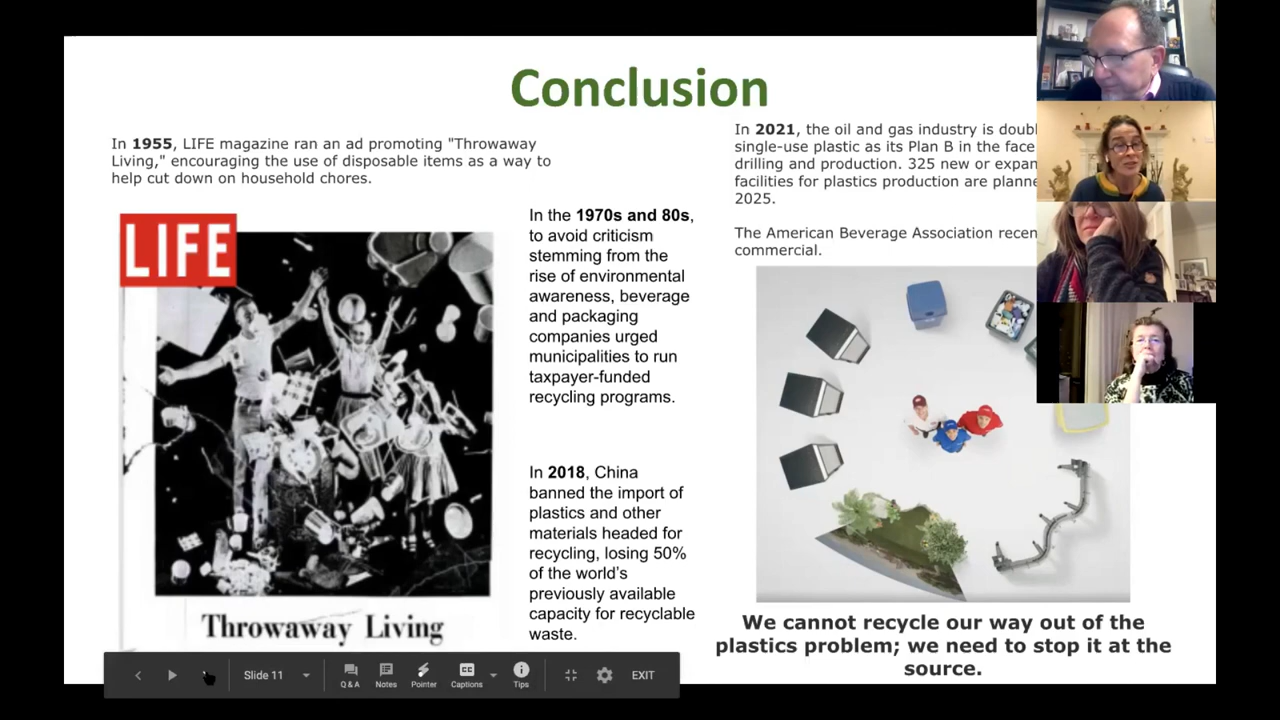 Conclusion
In 1955, LIFE magazine ran an ad promoting "Throwaway
Living," encouraging the use of disposable items as a way to
help cut down on household chores.
LIFE
Throwaway Living
In the 1970s and 80s,
to avoid criticism
stemming from the
rise of environmental
awareness, beverage
and packaging
companies urged
municipalities to run
taxpayer-funded
recycling programs.
In 2018, China
banned the import of
plastics and other
materials headed for
recycling, losing 50%
of the world's
previously available
capacity for recyclable
waste.
In 2021, the oil and gas industry is
single-use plastic as its Plan B in the face
drilling and production. 325 new or
facilities for plastics production are
2025.
The American Beverage Association
commercial.
We cannot recycle our way out of the
plastics problem; we need to stop it at the
source.
Slide 11
Q & A
Notes
Pointer
CC
Captions
Tips
EXIT